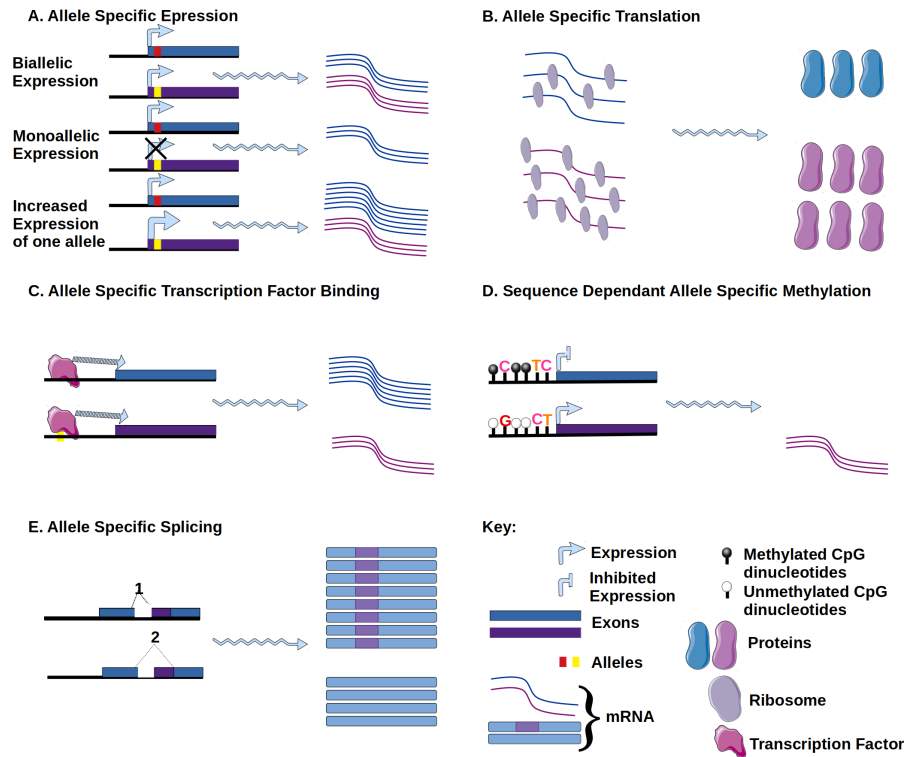 A. Allele Specific Epression
Biallelic
Expression
Monoallelic
Expression
Increased
Expression
of one allele
B. Allele Specific Translation
C. Allele Specific Transcription Factor Binding
D. Sequence Dependant Allele Specific Methylation
C T C
G C T
E. Allele Specific Splicing
1
2
Key:
Expression
Inhibited
Expression
Exons
Alleles
mRNA
Methylated CpG
dinucleotides
Unmethylated CpG
dinucleotides
Proteins
Ribosome
Transcription Factor